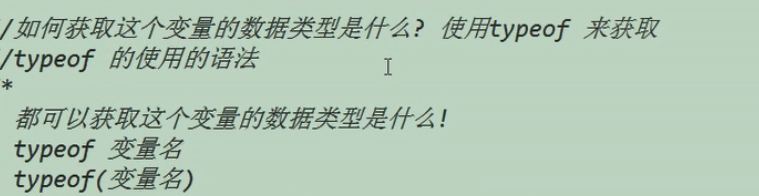 /如何获取这个变量的数据类型是什么? 使用typeof 来获取
/typeof 的使用的语法
*
都可以获取这个变量的数据类型是什么!
typeof 变量名
typeof(变量名)